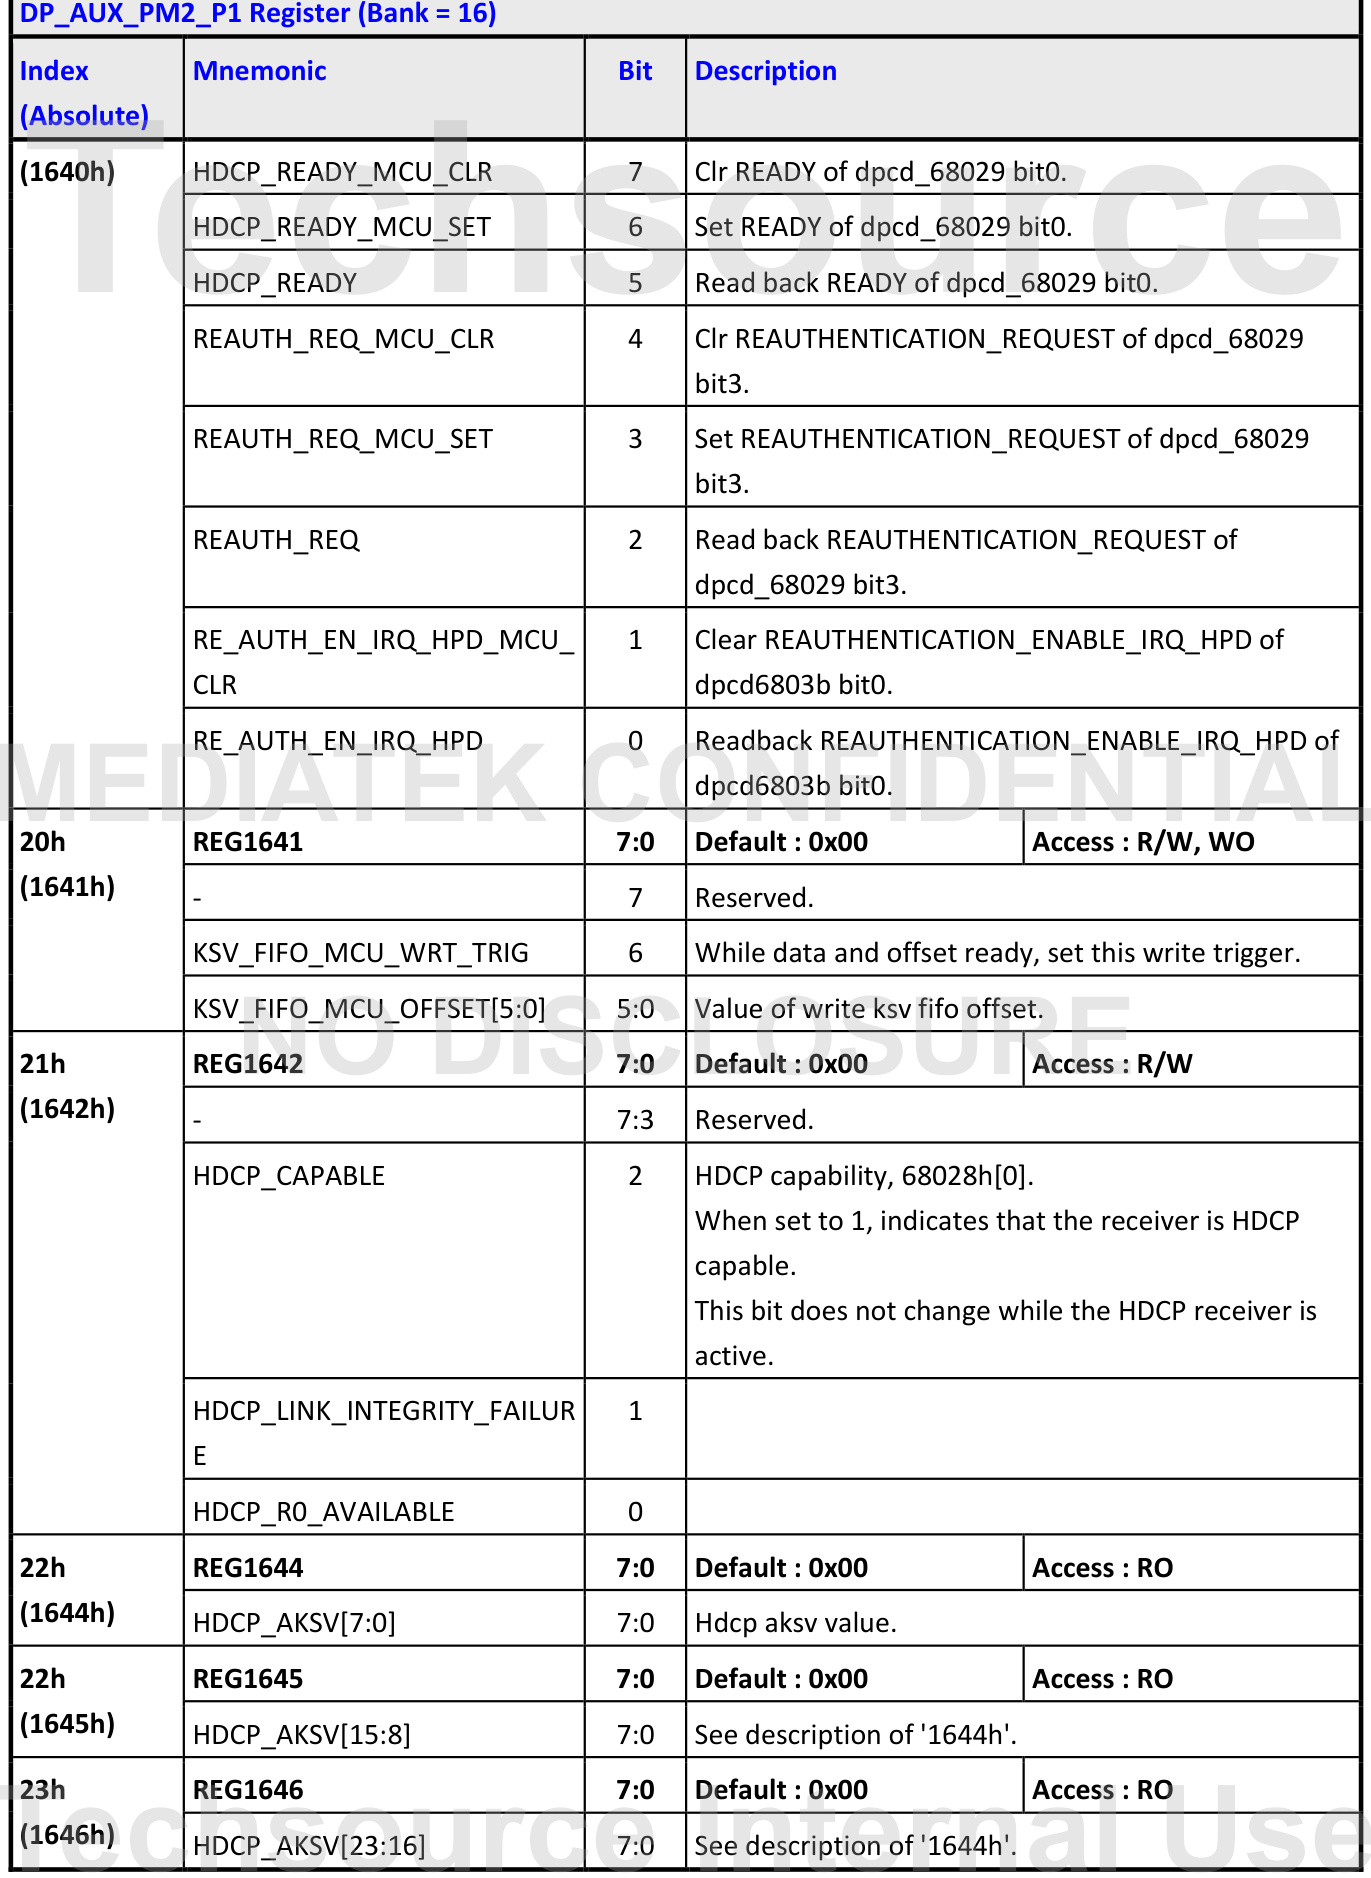 DP_AUX_PM2_P1 Register (Bank = 16)
Index (Absolute) Mnemonic Bit Description
(1640h) HDCP_READY_MCU_CLR 7 Clr READY of dpcd_68029 bit0.
HDCP_READY_MCU_SET 6 Set READY of dpcd_68029 bit0.
HDCP_READY 5 Read back READY of dpcd_68029 bit0.
REAUTH_REQ_MCU_CLR 4 Clr REAUTHENTICATION_REQUEST of dpcd_68029
bit3.
REAUTH_REQ_MCU_SET 3 Set REAUTHENTICATION_REQUEST of dpcd_68029
bit3.
REAUTH_REQ 2 Read back REAUTHENTICATION_REQUEST of
dpcd_68029 bit3.
RE_AUTH_EN_IRQ_HPD_MCU_ 1 Clear REAUTHENTICATION_ENABLE_IRQ_HPD of
CLR dpcd6803b bit0.
RE_AUTH_EN_IRQ_HPD 0 Readback REAUTHENTICATION_ENABLE_IRQ_HPD of
dpcd6803b bit0.
20h REG1641 7:0 Default : 0x00 Access : R/W, WO
(1641h) - 7 Reserved.
KSV_FIFO_MCU_WRT_TRIG 6 While data and offset ready, set this write trigger.
KSV_FIFO_MCU_OFFSET[5:0] 5:0 Value of write ksv fifo offset.
21h REG1642 7:0 Default : 0x00 Access : R/W
(1642h) - 7:3 Reserved.
HDCP_CAPABLE 2 HDCP capability, 68028h[0].
When set to 1, indicates that the receiver is HDCP
capable.
This bit does not change while the HDCP receiver is
active.
HDCP_LINK_INTEGRITY_FAILUR 1
E
HDCP_R0_AVAILABLE 0
22h REG1644 7:0 Default : 0x00 Access : RO
(1644h) HDCP_AKSV[7:0] 7:0 Hdcp aksv value.
22h REG1645 7:0 Default : 0x00 Access : RO
(1645h) HDCP_AKSV[15:8] 7:0 See description of '1644h'.
23h REG1646 7:0 Default : 0x00 Access : RO
(1646h) HDCP_AKSV[23:16] 7:0 See description of '1644h'.
Techsource
MEDIATEK CONFIDENTIAL
NO DISCLOSURE
Techsource Internal Use